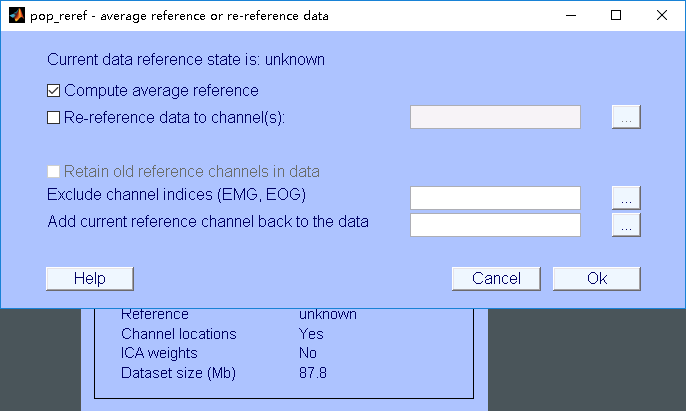 pop_reref - average reference or re-reference data
Current data reference state is: unknown
Compute average reference
Re-reference data to channel(s): ...
Retain old reference channels in data
Exclude channel indices (EMG, EOG) ...
Add current reference channel back to the data ...
Help Cancel Ok
Reference unknown
Channel locations Yes
ICA weights No
Dataset size (Mb) 87.8